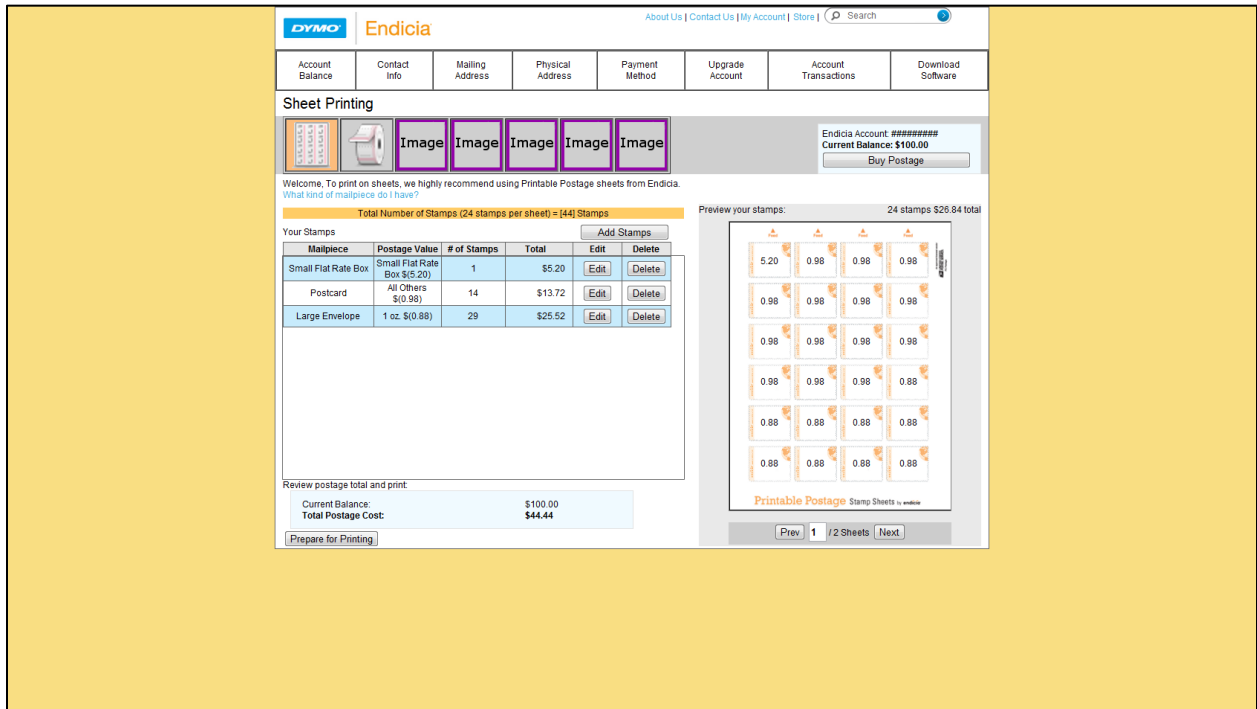 DYMO Endicia
About Us | Contact Us | My Account | Store | Search
Account Balance
Contact Info
Mailing Address
Physical Address
Payment Method
Upgrade Account
Account Transactions
Download Software
Sheet Printing
Image Image Image Image Image
Endicia Account: #########
Current Balance: $100.00
Buy Postage
Welcome, To print on sheets, we highly recommend using Printable Postage sheets from Endicia.
What kind of mailpiece do I have?
Total Number of Stamps (24 stamps per sheet) = [44] Stamps
Your Stamps Add Stamps
Mailpiece Postage Value # of Stamps Total Edit Delete
Small Flat Rate Box Small Flat Rate Box $(5.20) 1 $5.20 Edit Delete
Postcard All Others $(0.98) 14 $13.72 Edit Delete
Large Envelope 1 oz. $(0.88) 29 $25.52 Edit Delete
Review postage total and print:
Current Balance: $100.00
Total Postage Cost: $44.44
Prepare for Printing
Preview your stamps: 24 stamps $26.84 total
Feed Feed Feed Feed
5.20 0.98 0.98 0.98
0.98 0.98 0.98 0.98
0.98 0.98 0.98 0.98
0.98 0.98 0.98 0.88
0.88 0.88 0.88 0.88
0.88 0.88 0.88 0.88
Printable Postage Stamp Sheets by endicia
Prev 1 / 2 Sheets Next